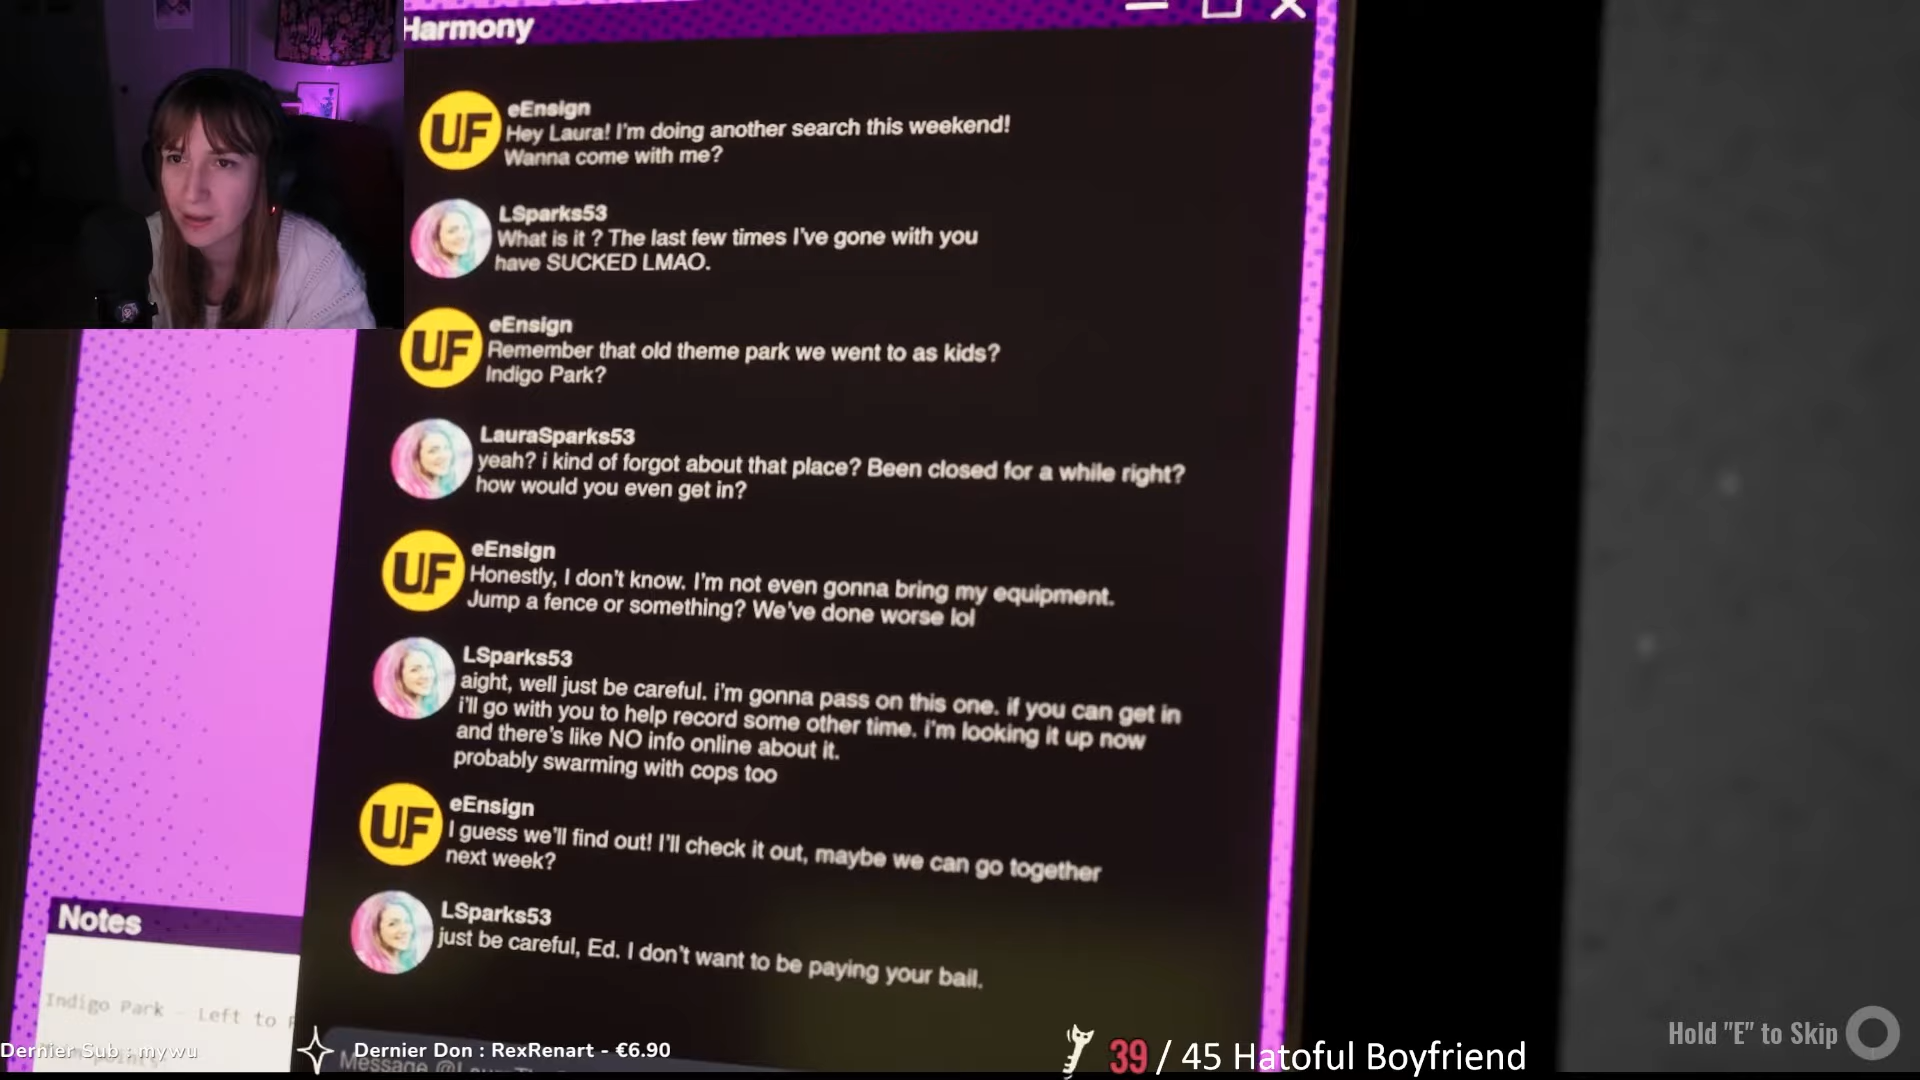 Harmony
UF
eEnsign
Hey Laura! I'm doing another search this weekend!
Wanna come with me?
LSparks53
What is it ? The last few times I've gone with you
have SUCKED LMAO.
UF
eEnsign
Remember that old theme park we went to as kids?
Indigo Park?
LauraSparks53
yeah? i kind of forgot about that place? Been closed for a while right?
how would you even get in?
UF
eEnsign
Honestly, I don't know. I'm not even gonna bring my equipment.
Jump a fence or something? We've done worse lol
LSparks53
aight, well just be careful. i'm gonna pass on this one. if you can get in
i'll go with you to help record some other time. i'm looking it up now
and there's like NO info online about it.
probably swarming with cops too
UF
eEnsign
I guess we'll find out! I'll check it out, maybe we can go together
next week?
LSparks53
just be careful, Ed. I don't want to be paying your bail.
Notes
Indigo Park - Left to
Message
Dernier Sub : mywu
Dernier Don : RexRenart - €6.90
39 / 45 Hatoful Boyfriend
Hold "E" to Skip